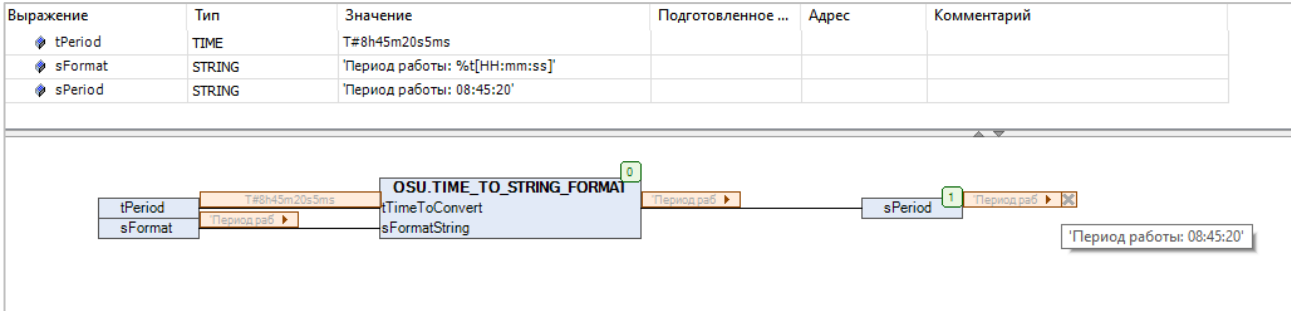 Выражение Тип Значение Подготовленное ... Адрес Комментарий
tPeriod TIME T#8h45m20s5ms
sFormat STRING 'Период работы: %t[HH:mm:ss]'
sPeriod STRING 'Период работы: 08:45:20'
0
OSU.TIME_TO_STRING_FORMAT
tPeriod T#8h45m20s5ms tTimeToConvert 'Период раб sPeriod 1 'Период раб
sFormat 'Период раб sFormatString
'Период работы: 08:45:20'